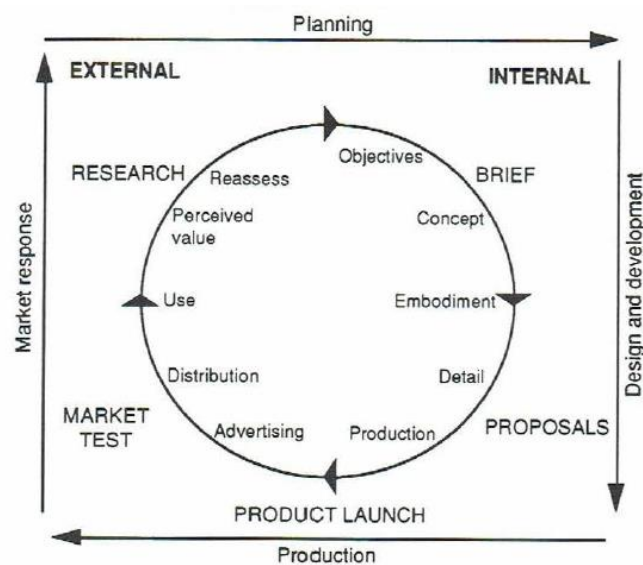 Planning
EXTERNAL
INTERNAL
Objectives
RESEARCH
Reassess
BRIEF
Perceived
value
Concept
Market response
Use
Embodiment
Design and development
Distribution
Detail
MARKET
TEST
Advertising
Production
PROPOSALS
PRODUCT LAUNCH
Production